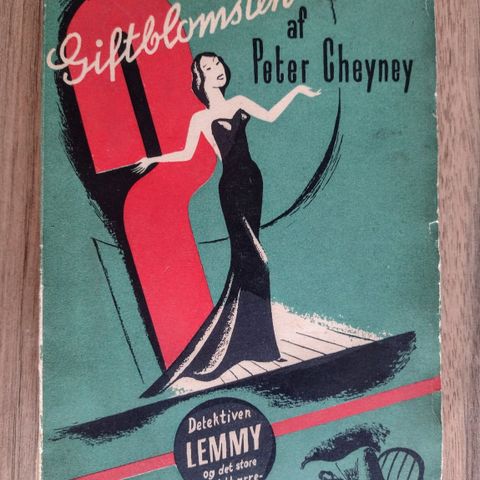 Giftblomsten
af
Peter Cheyney
Detektiven
LEMMY
og det store